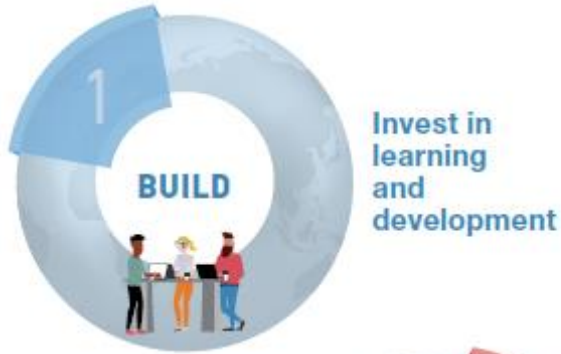 1
BUILD
Invest in
learning
and
development